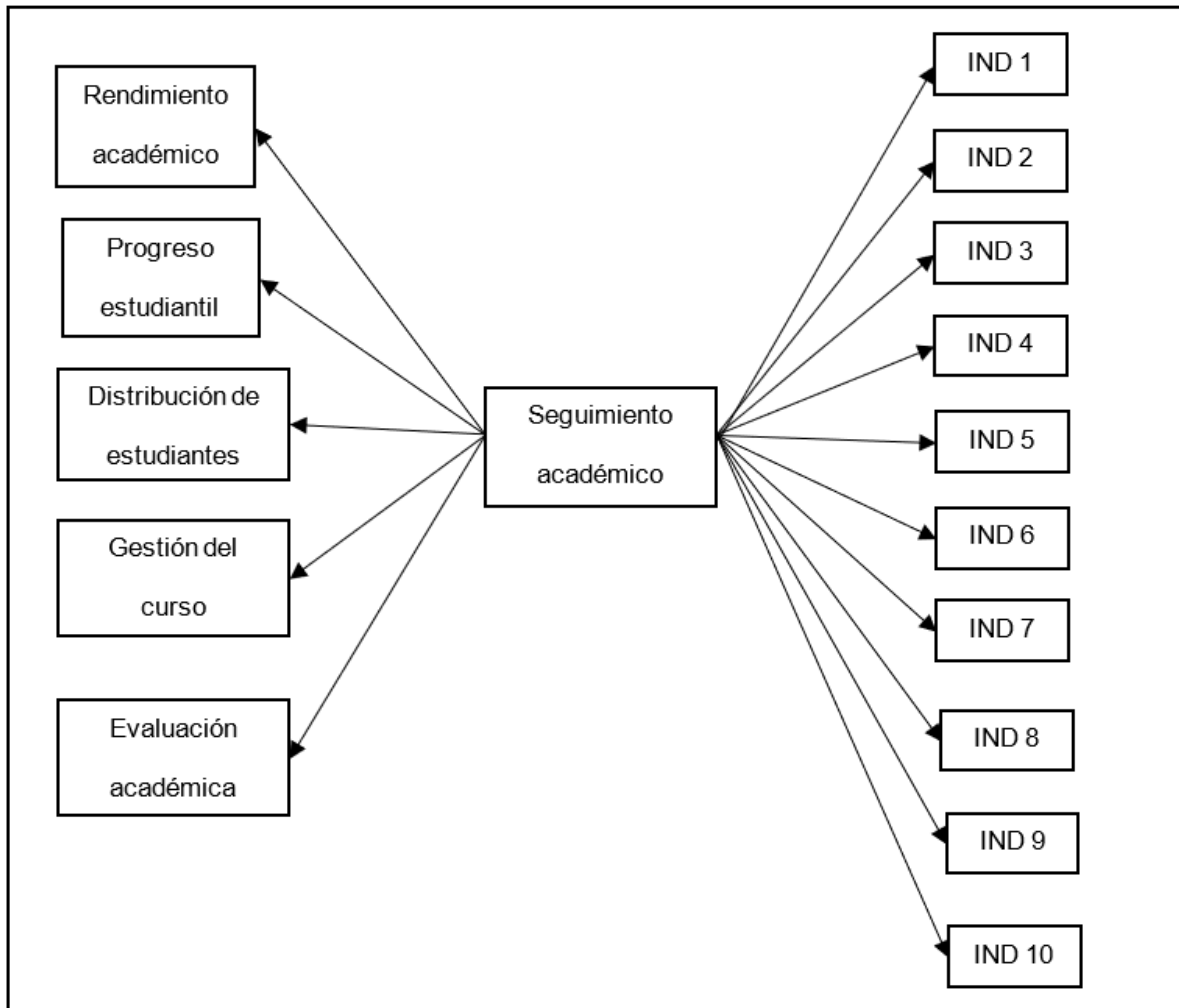 Rendimiento
académico
Progreso
estudiantil
Distribución de
estudiantes
Gestión del
curso
Evaluación
académica
Seguimiento
académico
IND 1
IND 2
IND 3
IND 4
IND 5
IND 6
IND 7
IND 8
IND 9
IND 10